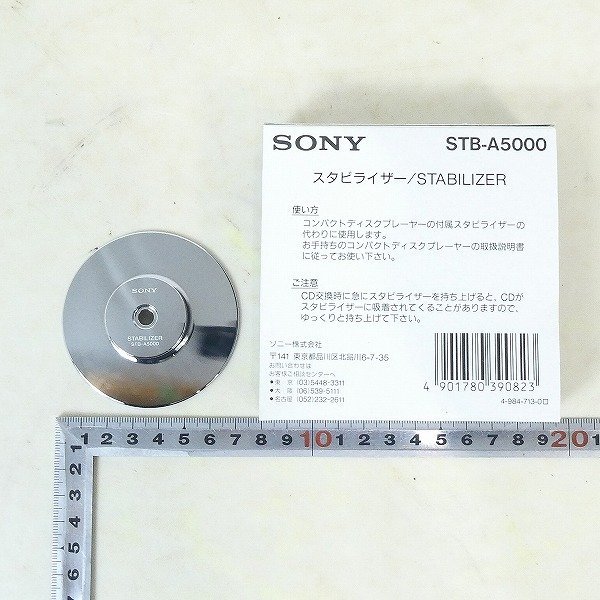 SONY
STB-A5000
スタビライザー/STABILIZER
使い方
コンパクトディスクプレーヤーの付属スタビライザーの
代わりに使用します。
お手持ちのコンパクトディスクプレーヤーの取扱説明書
に従ってお使い下さい。
ご注意
CD交換時に急にスタビライザーを持ち上げると、CDが
スタビライザーに吸着されてくることがありますので、
ゆっくりと持ち上げて下さい。
ソニー株式会社
〒141 東京都品川区北品川6-7-35
お問い合わせは
お客様ご相談センターへ
●東 京 (03)5448-3311
●大 阪 (06)539-5111
●名古屋 (052)232-2611
4 901780 390823
4-984-713-0
SONY
STABILIZER
STB-A5000
1 2 3 4 5 6 7 8 9 10 1 2 3 4 5 6 7 8 9 20 1
1
2
3
4
5
6
7